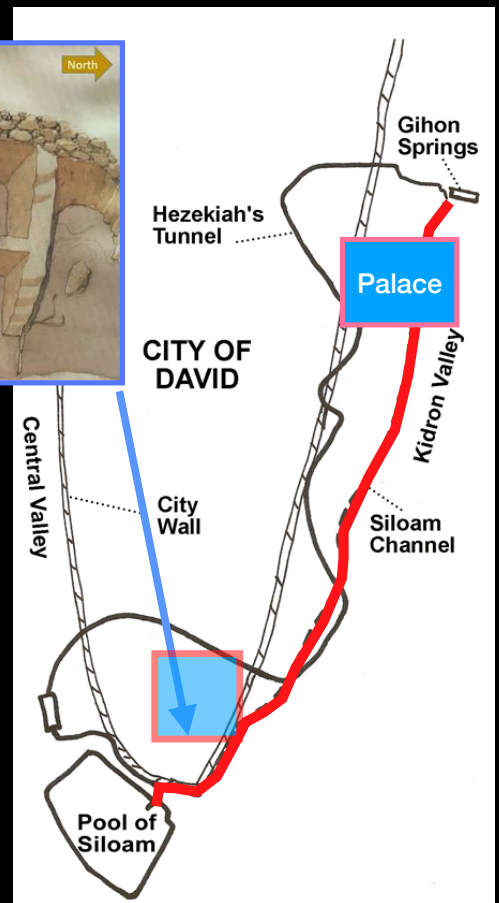 North
Gihon
Springs
Hezekiah's
Tunnel
Palace
CITY OF
DAVID
Kidron Valley
Central Valley
City
Wall
Siloam
Channel
Pool of
Siloam